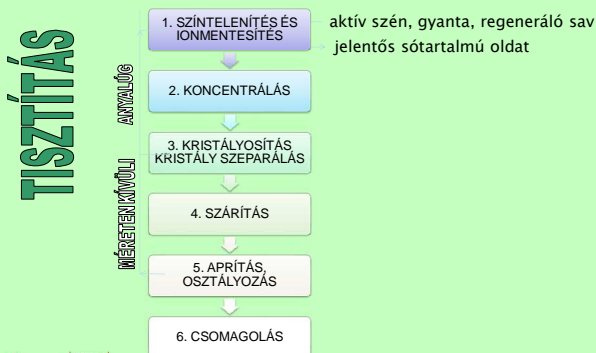 TISZTÍTÁS
ANYALÚG
MÉRETEN KÍVÜLI
1. SZÍNTELENÍTÉS ÉS
IONMENTESÍTÉS
aktív szén, gyanta, regeneráló sav
jelentős sótartalmú oldat
2. KONCENTRÁLÁS
3. KRISTÁLYOSÍTÁS
KRISTÁLY SZEPARÁLÁS
4. SZÁRÍTÁS
5. APRÍTÁS,
OSZTÁLYOZÁS
6. CSOMAGOLÁS